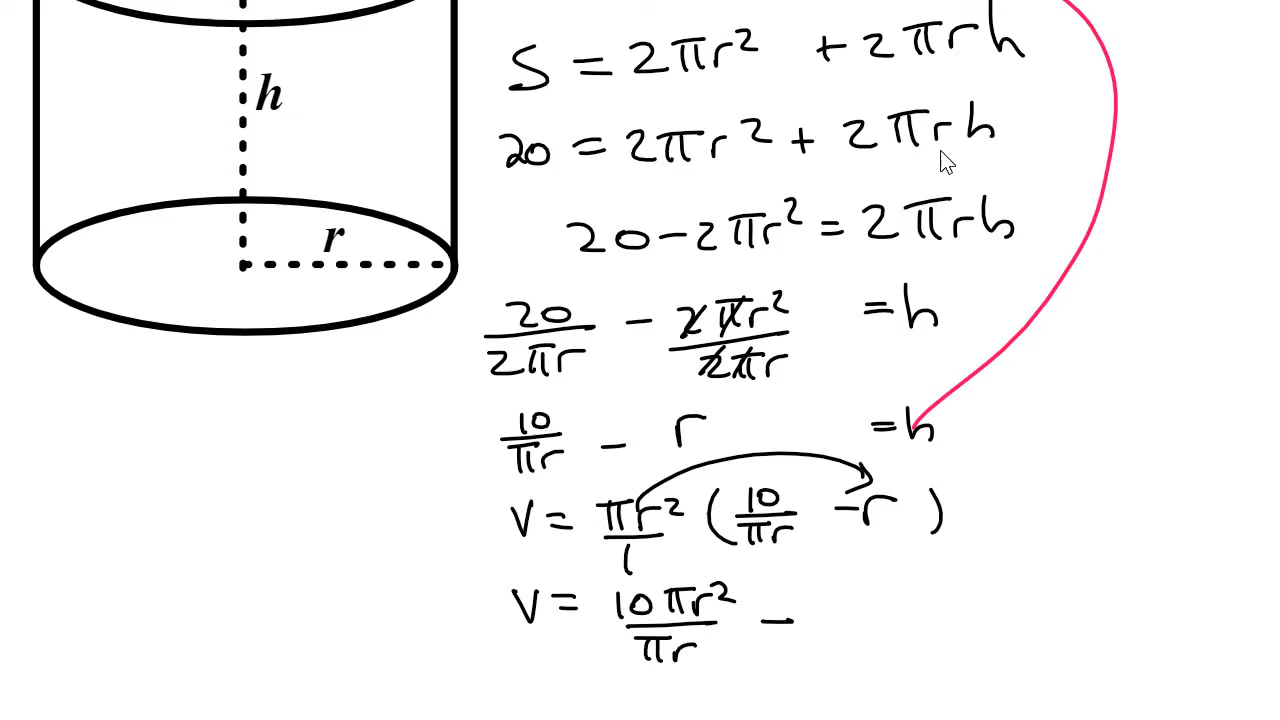 h
r
S = 2πr² + 2πrh
20 = 2πr² + 2πrh
20 - 2πr² = 2πrh
20/2πr - 2πr²/2πr = h
10/πr - r = h
V = πr²/1 (10/πr - r)
V = 10πr²/πr -